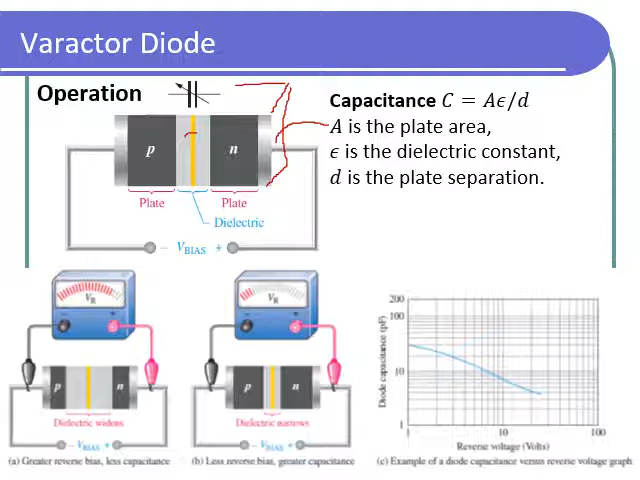 Varactor Diode
Operation
Capacitance C = Aϵ/d
A is the plate area,
ϵ is the dielectric constant,
d is the plate separation.
p
n
Plate
Plate
Dielectric
− VBIAS +
VR
VR
p
n
p
n
Dielectric widens
Dielectric narrows
− VBIAS +
− VBIAS +
(a) Greater reverse bias, less capacitance
(b) Less reverse bias, greater capacitance
Diode capacitance (pF)
200
100
10
1
1
10
100
Reverse voltage (Volts)
(c) Example of a diode capacitance versus reverse voltage graph